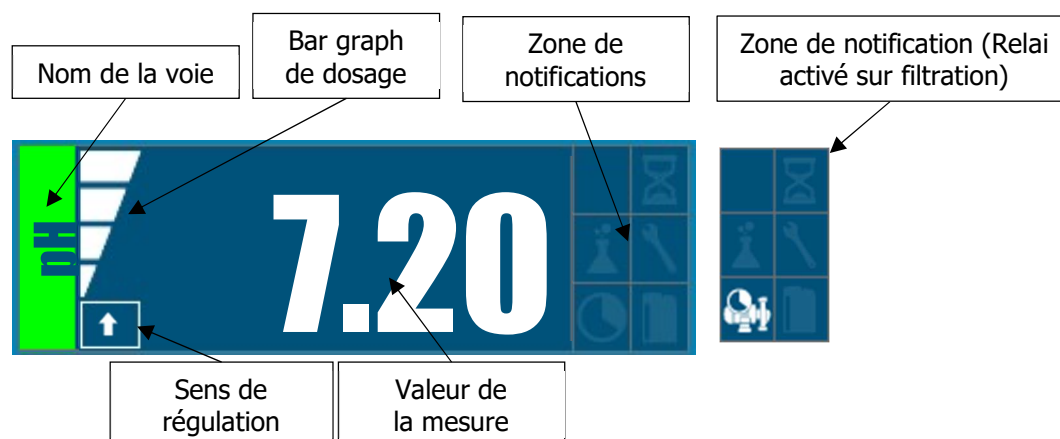 Nom de la voie
Bar graph
de dosage
Zone de
notifications
Zone de notification (Relai
activé sur filtration)
pH
7.20
Sens de
régulation
Valeur de
la mesure